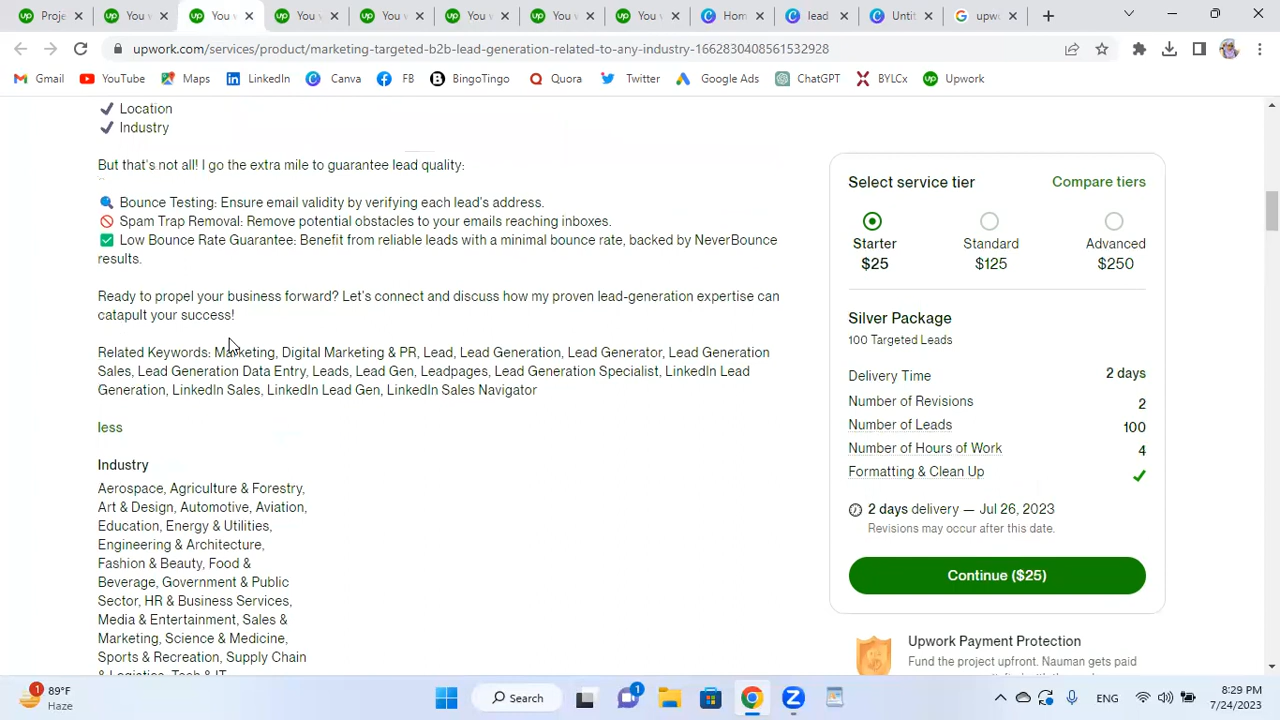 Proje
You v
You v
You v
You v
You v
You v
You v
Hom
lead
Untit
upwo
upwork.com/services/product/marketing-targeted-b2b-lead-generation-related-to-any-industry-1662830408561532928
Gmail
YouTube
Maps
LinkedIn
Canva
FB
BingoTingo
Quora
Twitter
Google Ads
ChatGPT
BYLCx
Upwork
✔ Location
✔ Industry
But that's not all! I go the extra mile to guarantee lead quality:
🔍 Bounce Testing: Ensure email validity by verifying each lead's address.
🚫 Spam Trap Removal: Remove potential obstacles to your emails reaching inboxes.
✅ Low Bounce Rate Guarantee: Benefit from reliable leads with a minimal bounce rate, backed by NeverBounce
results.
Ready to propel your business forward? Let's connect and discuss how my proven lead-generation expertise can
catapult your success!
Related Keywords: Marketing, Digital Marketing & PR, Lead, Lead Generation, Lead Generator, Lead Generation
Sales, Lead Generation Data Entry, Leads, Lead Gen, Leadpages, Lead Generation Specialist, LinkedIn Lead
Generation, LinkedIn Sales, LinkedIn Lead Gen, LinkedIn Sales Navigator
less
Industry
Aerospace, Agriculture & Forestry,
Art & Design, Automotive, Aviation,
Education, Energy & Utilities,
Engineering & Architecture,
Fashion & Beauty, Food &
Beverage, Government & Public
Sector, HR & Business Services,
Media & Entertainment, Sales &
Marketing, Science & Medicine,
Sports & Recreation, Supply Chain
& Logistics, Tech & IT
Select service tier
Compare tiers
Starter
$25
Standard
$125
Advanced
$250
Silver Package
100 Targeted Leads
Delivery Time 2 days
Number of Revisions 2
Number of Leads 100
Number of Hours of Work 4
Formatting & Clean Up ✔
2 days delivery — Jul 26, 2023
Revisions may occur after this date.
Continue ($25)
Upwork Payment Protection
Fund the project upfront. Nauman gets paid
1
89°F
Haze
Search
1
ENG
8:29 PM
7/24/2023